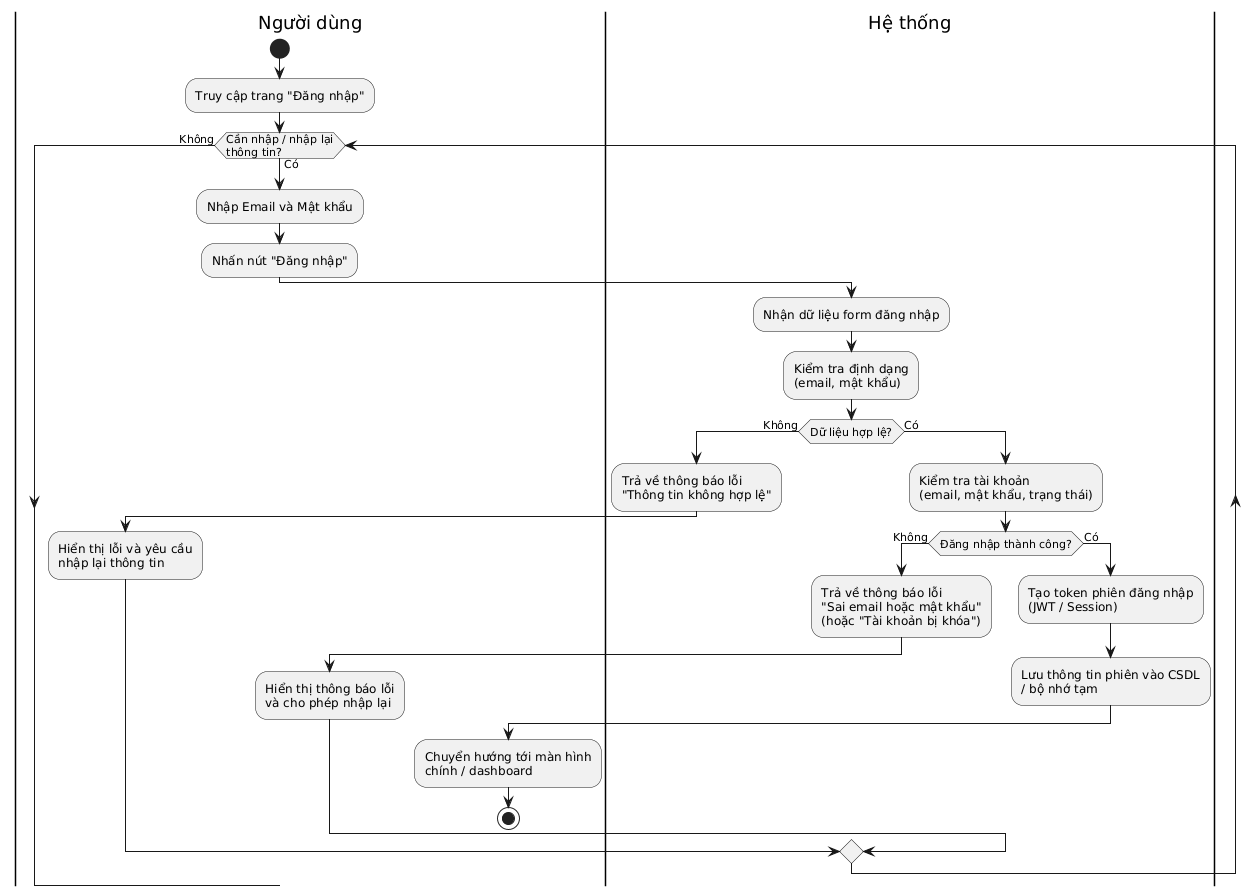 Người dùng
Hệ thống
Truy cập trang "Đăng nhập"
Không
Cần nhập / nhập lại
thông tin?
Có
Nhập Email và Mật khẩu
Nhấn nút "Đăng nhập"
Nhận dữ liệu form đăng nhập
Kiểm tra định dạng
(email, mật khẩu)
Không
Dữ liệu hợp lệ?
Có
Trả về thông báo lỗi
"Thông tin không hợp lệ"
Kiểm tra tài khoản
(email, mật khẩu, trạng thái)
Hiển thị lỗi và yêu cầu
nhập lại thông tin
Không
Đăng nhập thành công?
Có
Trả về thông báo lỗi
"Sai email hoặc mật khẩu"
(hoặc "Tài khoản bị khóa")
Tạo token phiên đăng nhập
(JWT / Session)
Hiển thị thông báo lỗi
và cho phép nhập lại
Lưu thông tin phiên vào CSDL
/ bộ nhớ tạm
Chuyển hướng tới màn hình
chính / dashboard